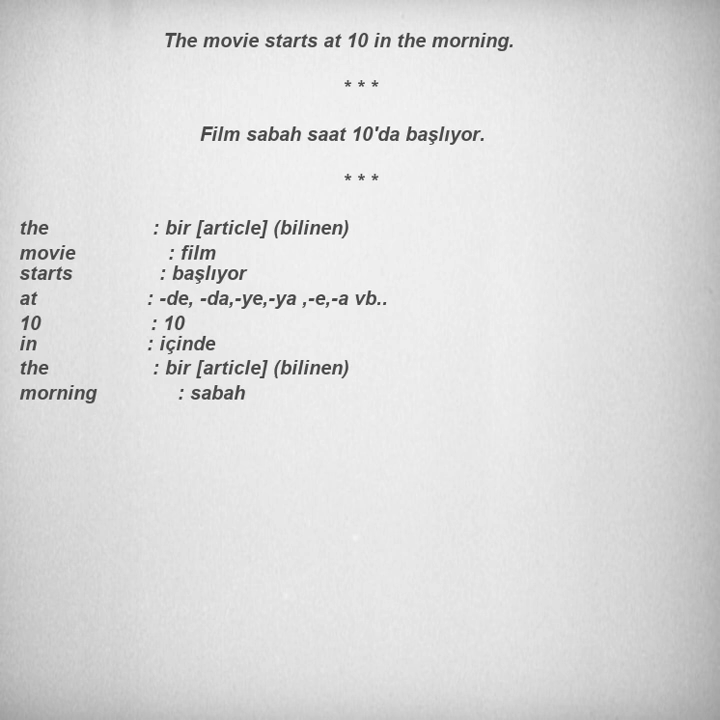 The movie starts at 10 in the morning.
* * *
Film sabah saat 10'da başlıyor.
* * *
the : bir [article] (bilinen)
movie : film
starts : başlıyor
at : -de, -da,-ye,-ya ,-e,-a vb..
10 : 10
in : içinde
the : bir [article] (bilinen)
morning : sabah